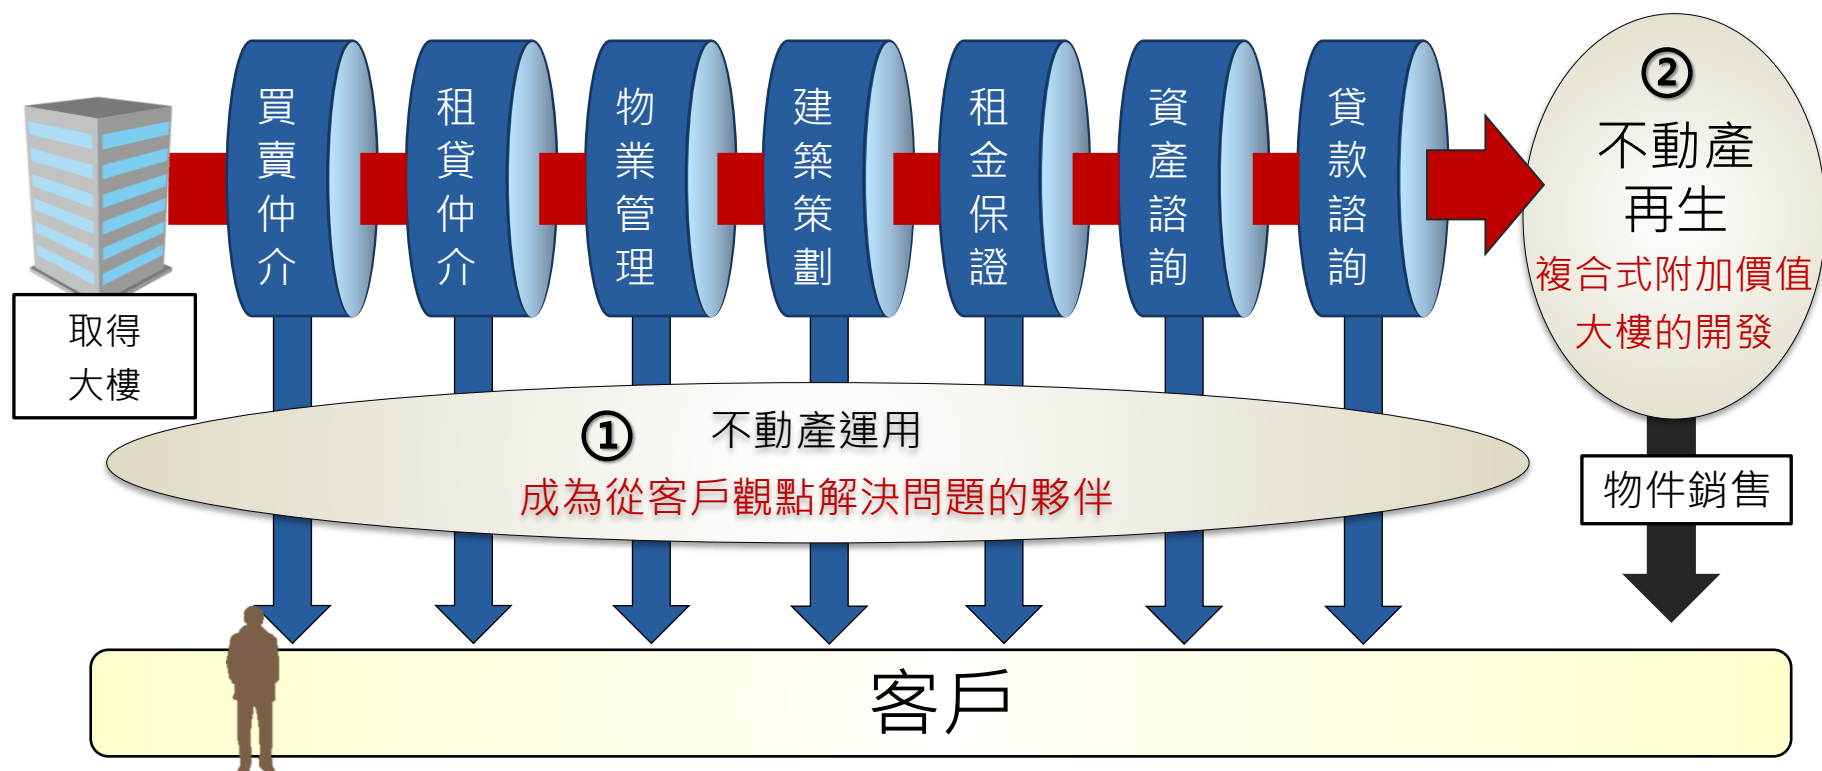 取得
大樓
買賣仲介
租貸仲介
物業管理
建築策劃
租金保證
資產諮詢
貸款諮詢
②
不動產
再生
複合式附加價值
大樓的開發
① 不動產運用
成為從客戶觀點解決問題的夥伴
物件銷售
客戶